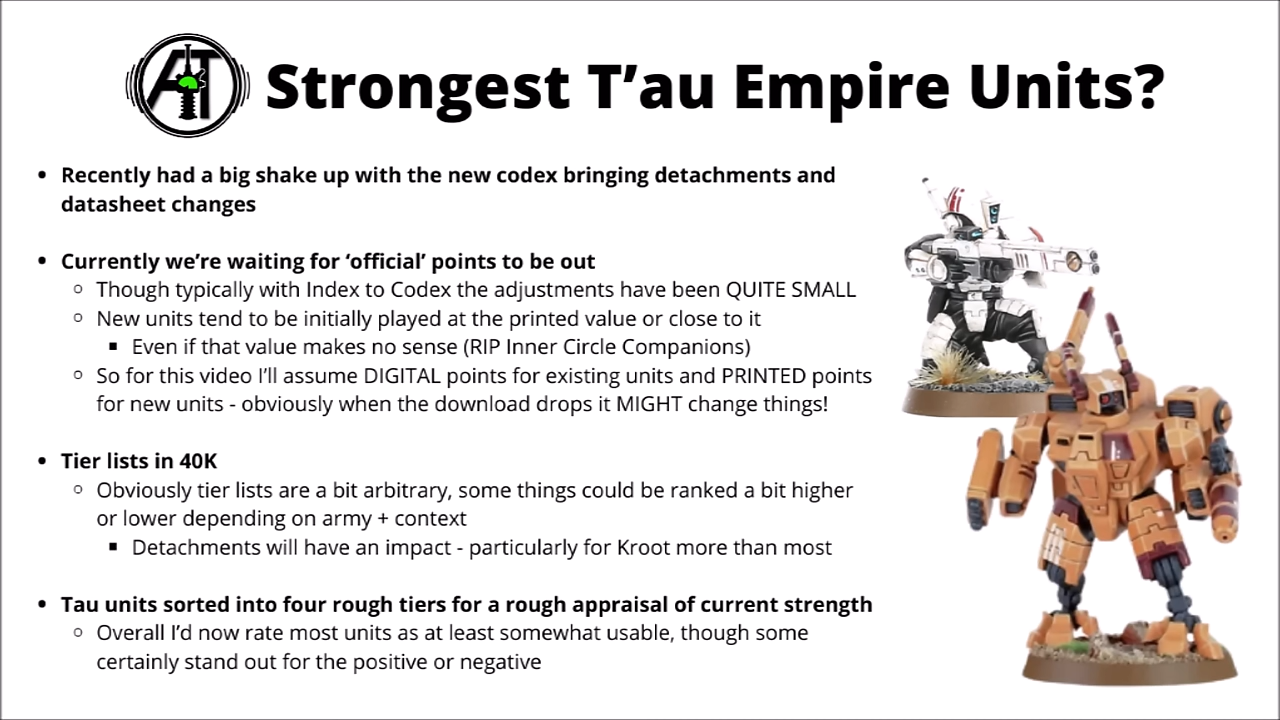 AT
Strongest T'au Empire Units?
• Recently had a big shake up with the new codex bringing detachments and
datasheet changes
• Currently we're waiting for 'official' points to be out
○ Though typically with Index to Codex the adjustments have been QUITE SMALL
○ New units tend to be initially played at the printed value or close to it
▪ Even if that value makes no sense (RIP Inner Circle Companions)
○ So for this video I'll assume DIGITAL points for existing units and PRINTED points
for new units - obviously when the download drops it MIGHT change things!
• Tier lists in 40K
○ Obviously tier lists are a bit arbitrary, some things could be ranked a bit higher
or lower depending on army + context
▪ Detachments will have an impact - particularly for Kroot more than most
• Tau units sorted into four rough tiers for a rough appraisal of current strength
○ Overall I'd now rate most units as at least somewhat usable, though some
certainly stand out for the positive or negative